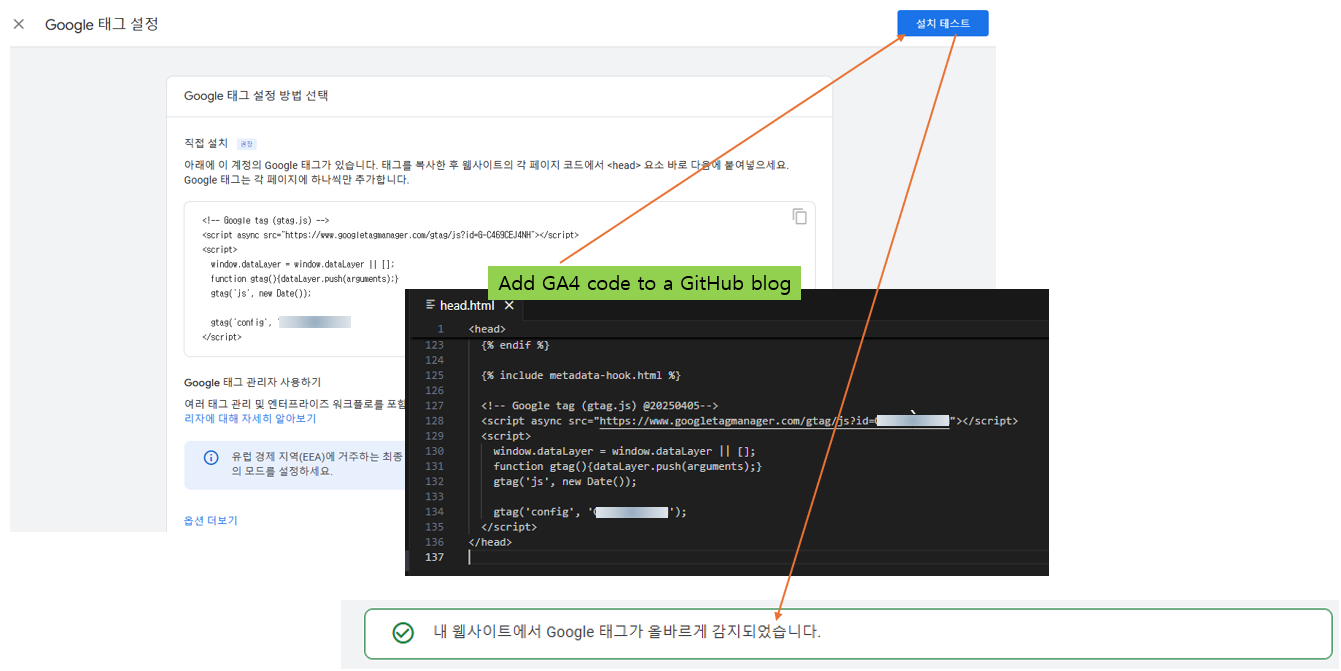 Google 태그 설정
설치 테스트
Google 태그 설정 방법 선택
직접 설치 권장
아래에 이 계정의 Google 태그가 있습니다. 태그를 복사한 후 웹사이트의 각 페이지 코드에서 <head> 요소 바로 다음에 붙여넣으세요.
Google 태그는 각 페이지에 하나씩만 추가합니다.
<!-- Google tag (gtag.js) -->
<script async src="https://www.googletagmanager.com/gtag/js?id=G-C469CEJ4NH"></script>
<script>
window.dataLayer = window.dataLayer || [];
function gtag(){dataLayer.push(arguments);}
gtag('js', new Date());
gtag('config', '
</script>
Google 태그 관리자 사용하기
여러 태그 관리 및 엔터프라이즈 워크플로를 포함
리자에 대해 자세히 알아보기
유럽 경제 지역(EEA)에 거주하는 최종
의 모드를 설정하세요.
옵션 더보기
Add GA4 code to a GitHub blog
head.html
1 <head>
123 {% endif %}
124
125 {% include metadata-hook.html %}
126
127 <!-- Google tag (gtag.js) @20250405-->
128 <script async src="https://www.googletagmanager.com/gtag/js?id= "></script>
129 <script>
130 window.dataLayer = window.dataLayer || [];
131 function gtag(){dataLayer.push(arguments);}
132 gtag('js', new Date());
133
134 gtag('config', ' ');
135 </script>
136 </head>
137
내 웹사이트에서 Google 태그가 올바르게 감지되었습니다.